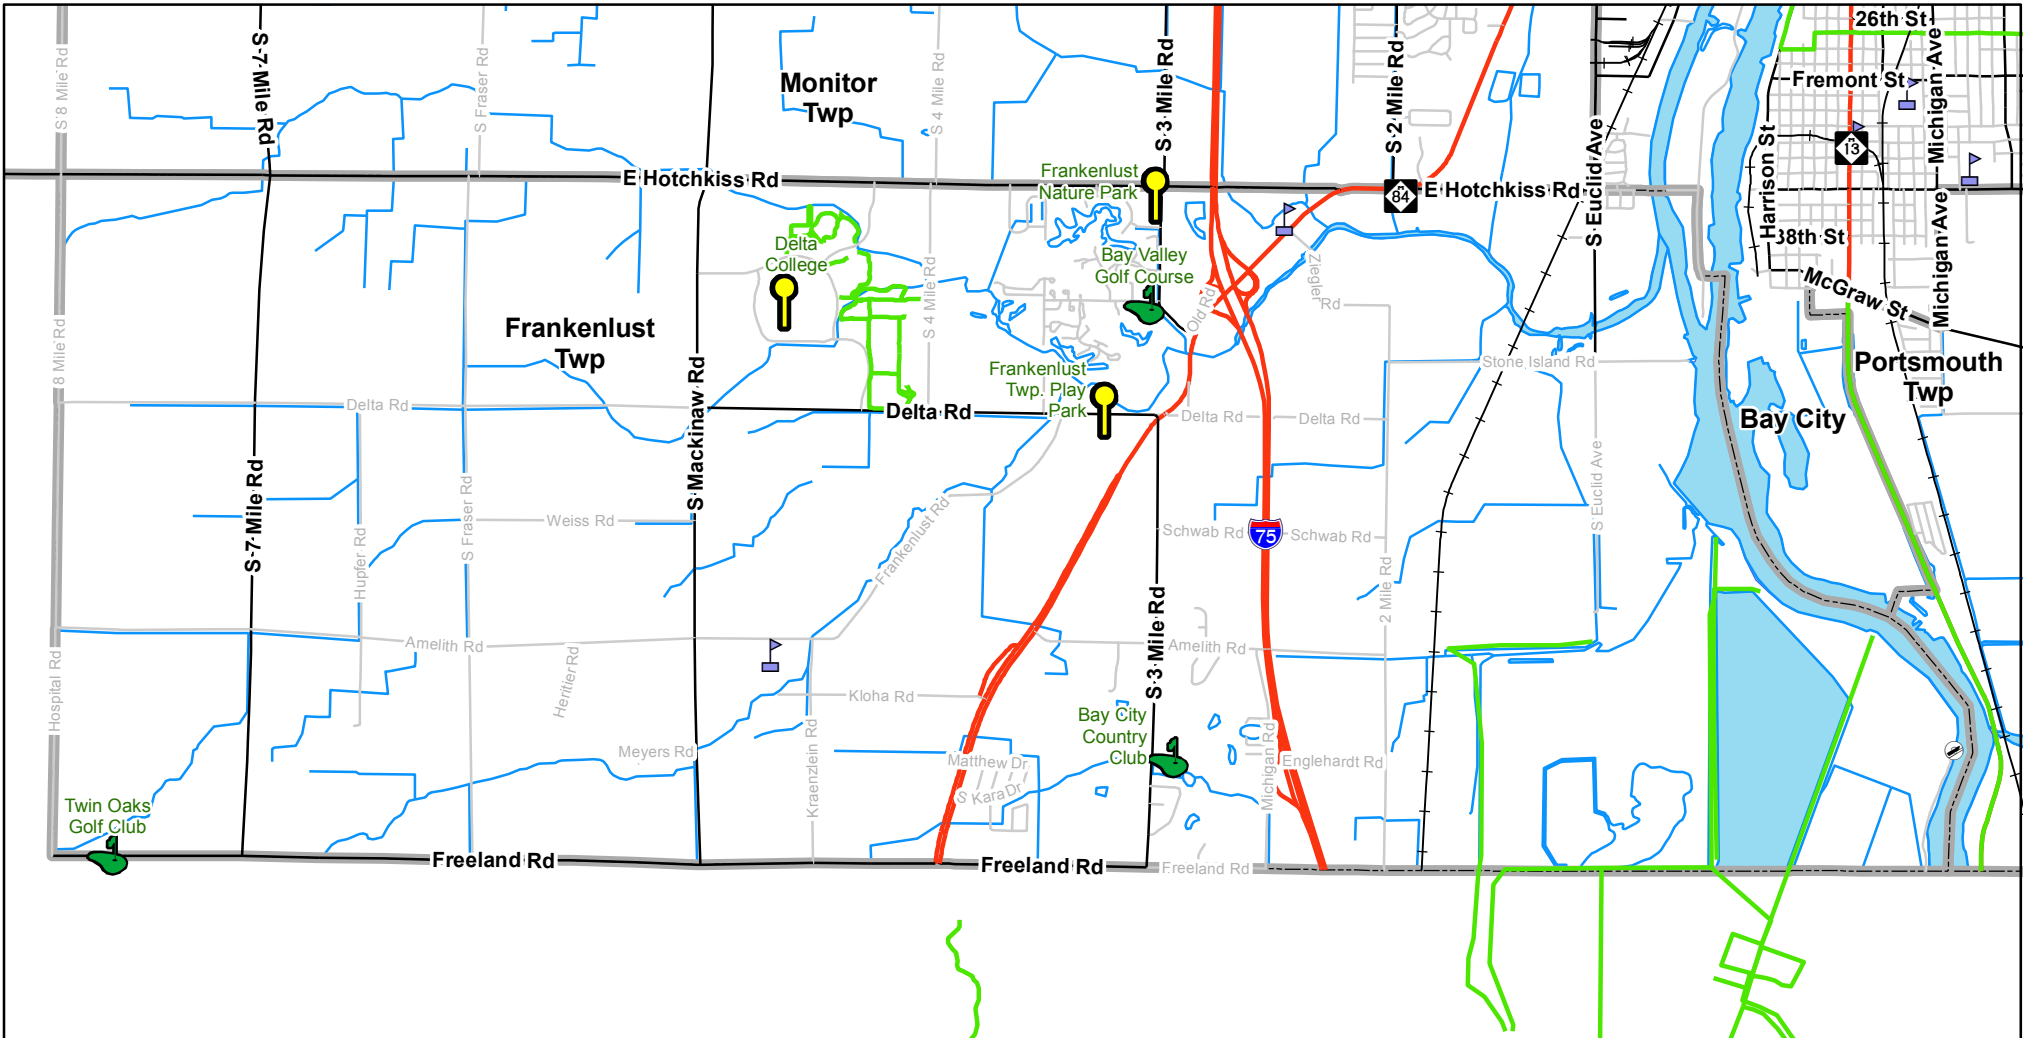 S 8 Mile Rd
S 7 Mile Rd
S Fraser Rd
Monitor
Twp
S 4 Mile Rd
S 3 Mile Rd
S 2 Mile Rd
S Euclid Ave
26th St
Fremont St
Michigan Ave
Harrison St
M
13
E Hotchkiss Rd
Frankenlust
Nature Park
M
84
E Hotchkiss Rd
38th St
Michigan Ave
McGraw St
Delta
College
Bay Valley
Golf Course
Ziegler
Rd
Old Rd
S 4 Mile Rd
8 Mile Rd
Frankenlust
Twp
S Mackinaw Rd
Frankenlust
Twp. Play
Park
Stone Island Rd
Portsmouth
Twp
Bay City
Delta Rd
Delta Rd
Delta Rd
Delta Rd
S 7 Mile Rd
Hupfer Rd
S Fraser Rd
Weiss Rd
Frankenlust Rd
Schwab Rd
75
Schwab Rd
S Euclid Ave
2 Mile Rd
S 3 Mile Rd
Amelith Rd
Amelith Rd
Hospital Rd
Heritier Rd
Kloha Rd
Kraenzlein Rd
Meyers Rd
Bay City
Country
Club
Matthew Dr
S Kara Dr
Michigan Rd
Englehardt Rd
Twin Oaks
Golf Club
Freeland Rd
Freeland Rd
Freeland Rd